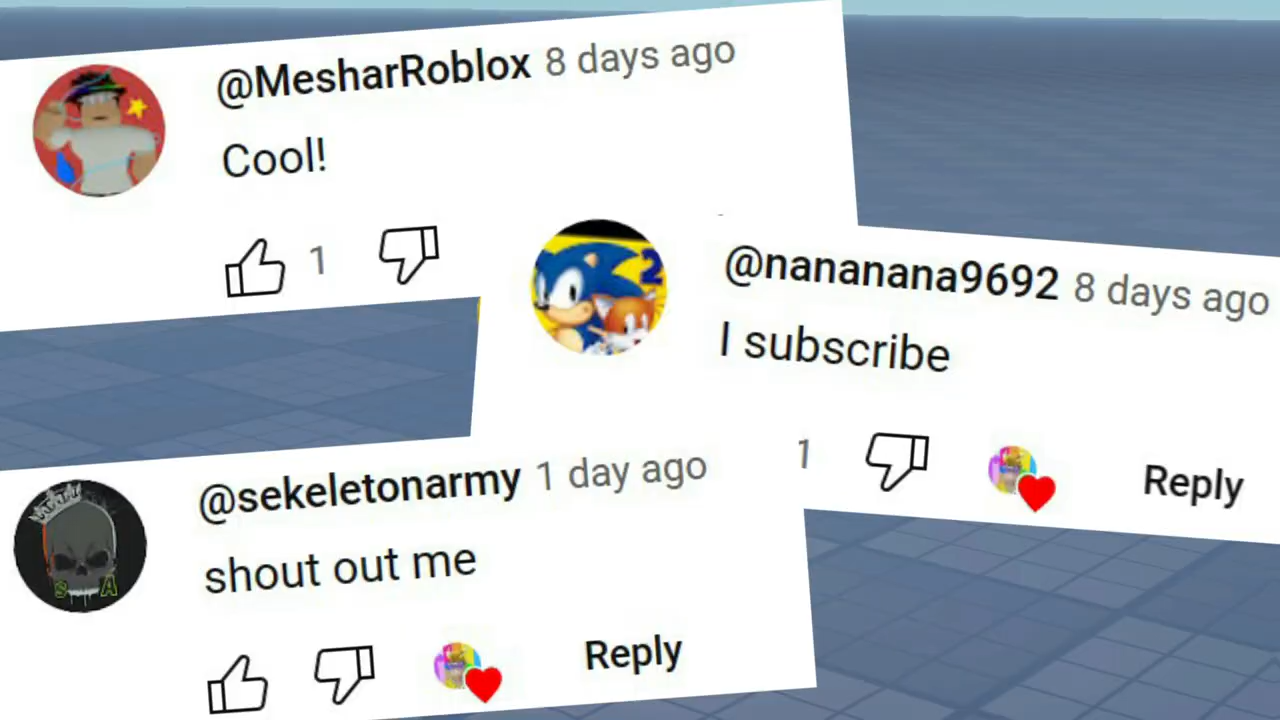 @MesharRoblox 8 days ago
Cool!
1
@nananana9692 8 days ago
I subscribe
1
Reply
@sekeletonarmy 1 day ago
shout out me
Reply
2
S A